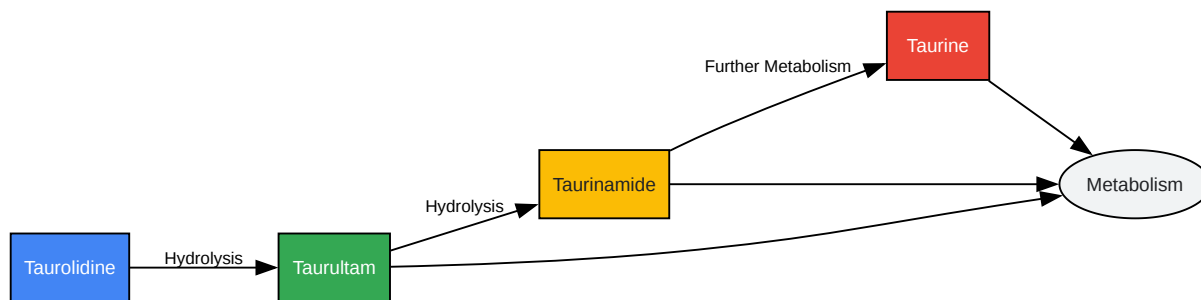 Taurine
Further Metabolism
Taurinamide
Metabolism
Hydrolysis
Taurolidine
Hydrolysis
Taurultam